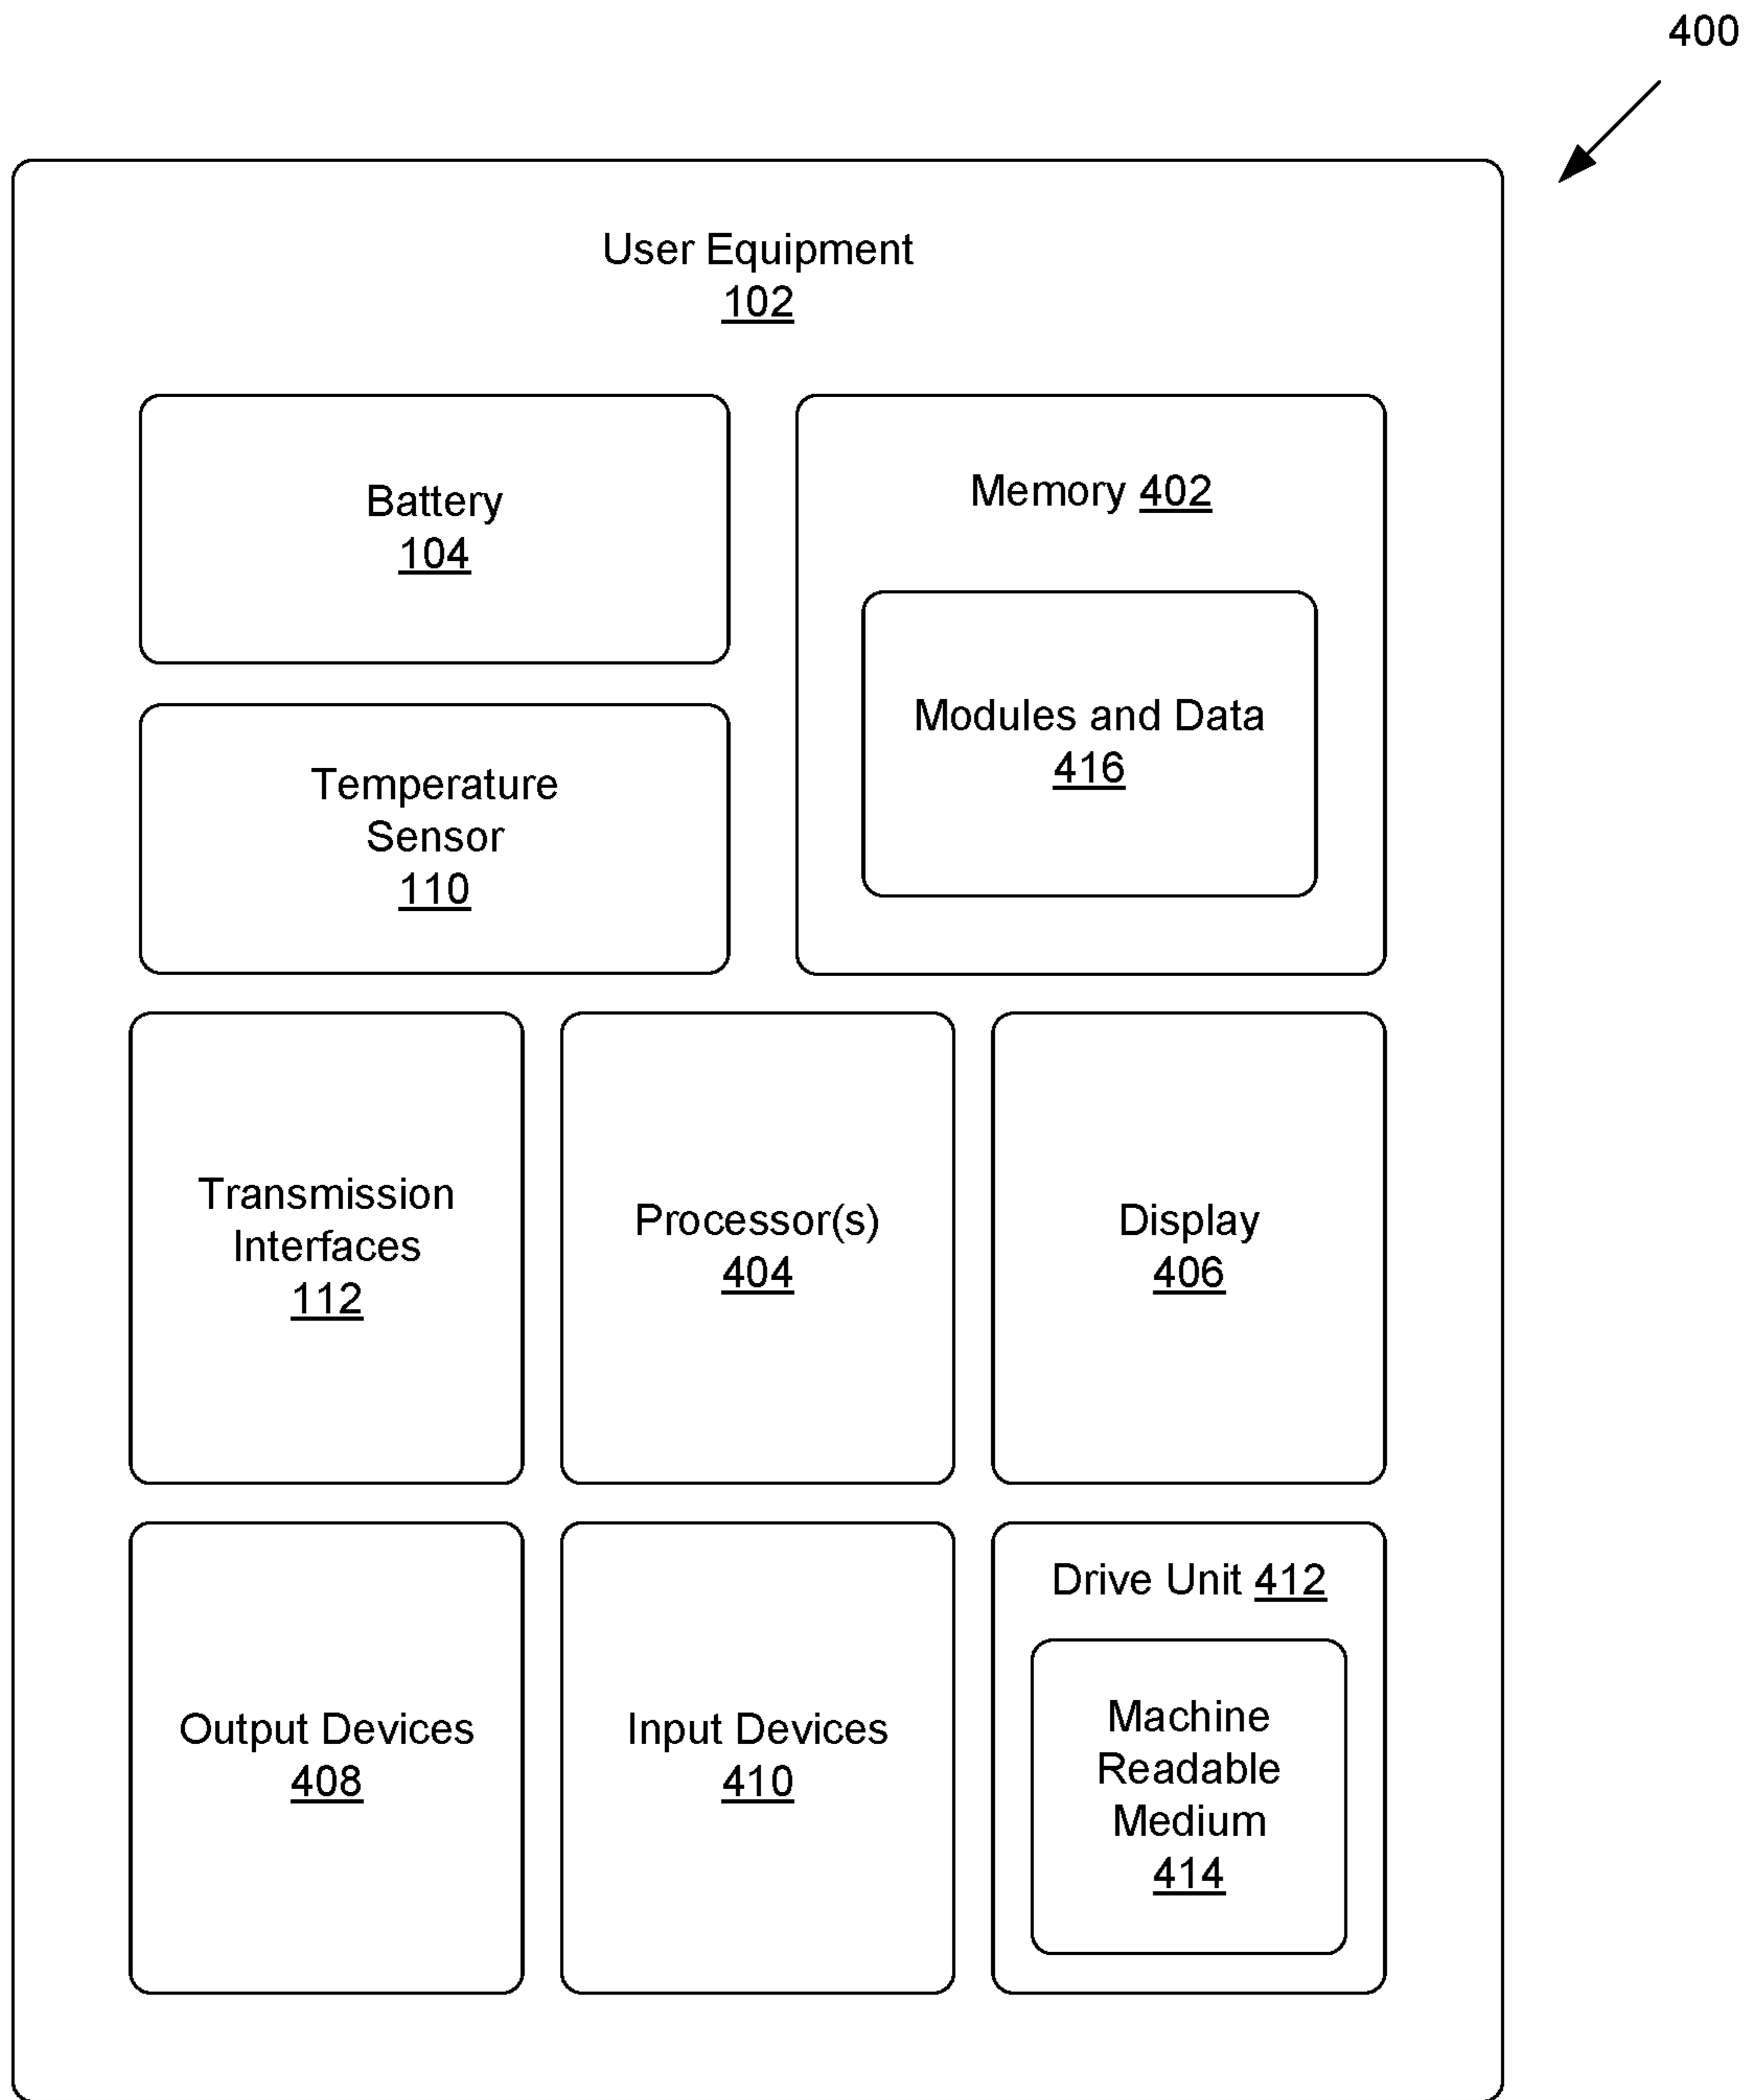 400
User Equipment
102
Battery
104
Memory 402
Modules and Data
416
Temperature
Sensor
110
Transmission
Interfaces
112
Processor(s)
404
Display
406
Output Devices
408
Input Devices
410
Drive Unit 412
Machine
Readable
Medium
414